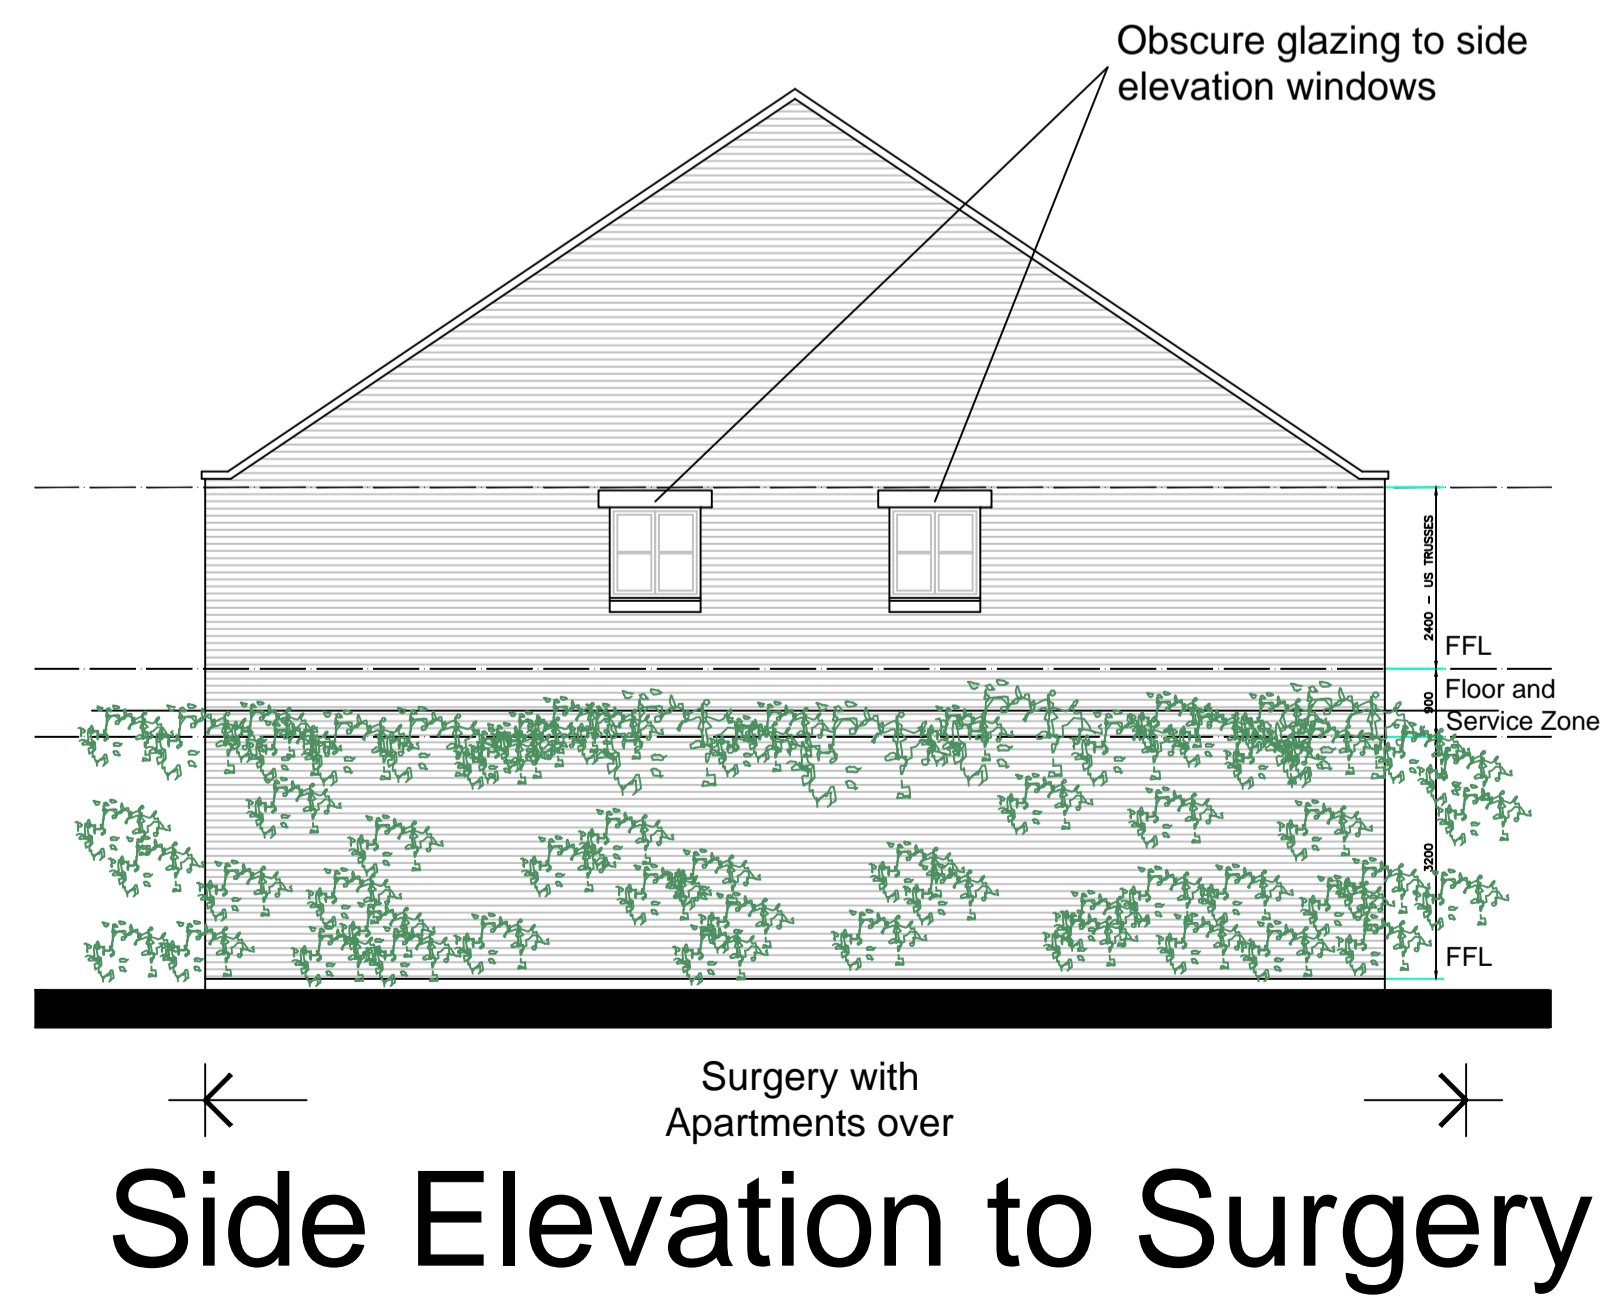 Obscure glazing to side
elevation windows
2400 - US TRUSSES
FFL
900
Floor and
Service Zone
3200
FFL
Surgery with
Apartments over
Side Elevation to Surgery